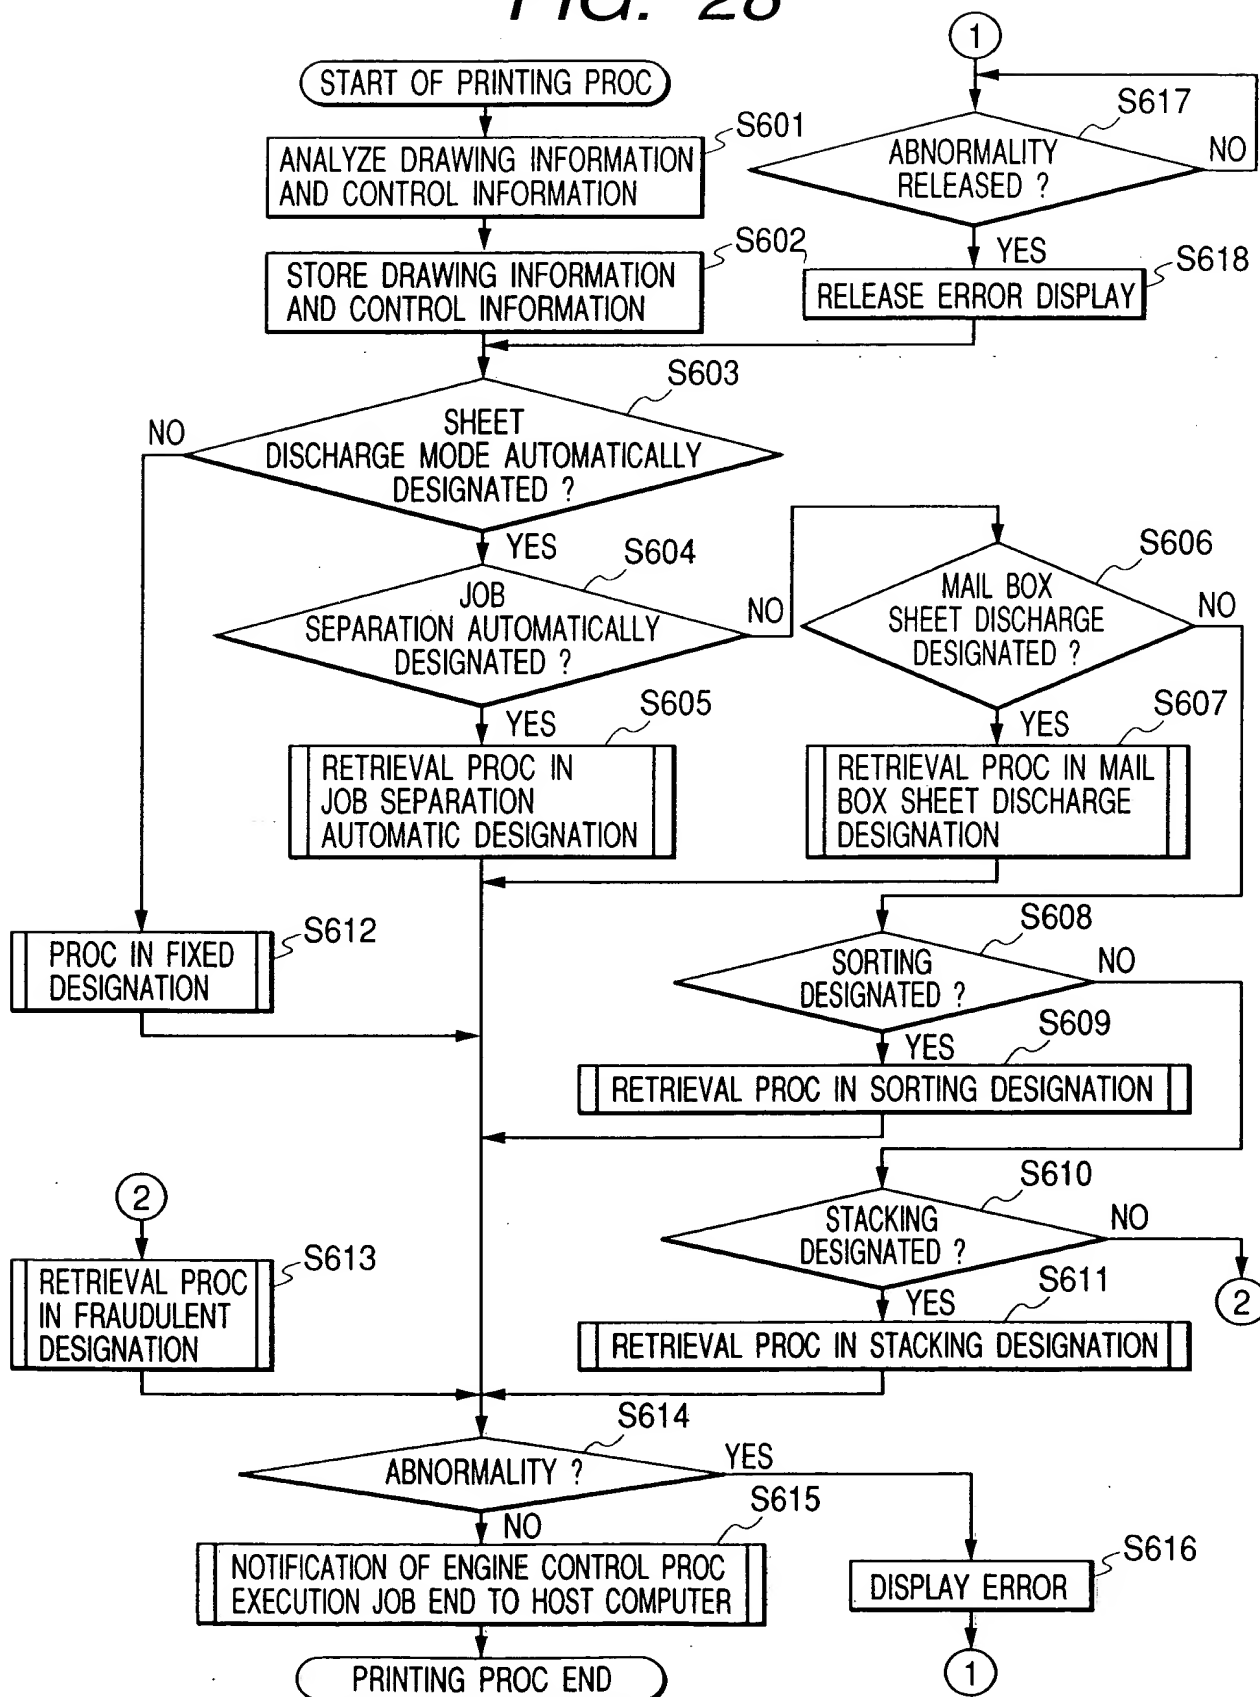 FIG. 28
START OF PRINTING PROC
S601
ANALYZE DRAWING INFORMATION
AND CONTROL INFORMATION
S602
STORE DRAWING INFORMATION
AND CONTROL INFORMATION
1
S617
ABNORMALITY
RELEASED ?
NO
YES
S618
RELEASE ERROR DISPLAY
S603
SHEET
DISCHARGE MODE AUTOMATICALLY
DESIGNATED ?
NO
YES
S604
JOB
SEPARATION AUTOMATICALLY
DESIGNATED ?
NO
YES
S605
RETRIEVAL PROC IN
JOB SEPARATION
AUTOMATIC DESIGNATION
S606
MAIL BOX
SHEET DISCHARGE
DESIGNATED ?
NO
YES
S607
RETRIEVAL PROC IN MAIL
BOX SHEET DISCHARGE
DESIGNATION
S612
PROC IN FIXED
DESIGNATION
S608
SORTING
DESIGNATED ?
NO
YES
S609
RETRIEVAL PROC IN SORTING DESIGNATION
S610
STACKING
DESIGNATED ?
NO
2
YES
S611
RETRIEVAL PROC IN STACKING DESIGNATION
2
S613
RETRIEVAL PROC
IN FRAUDULENT
DESIGNATION
S614
ABNORMALITY ?
YES
NO
S615
NOTIFICATION OF ENGINE CONTROL PROC
EXECUTION JOB END TO HOST COMPUTER
S616
DISPLAY ERROR
1
PRINTING PROC END